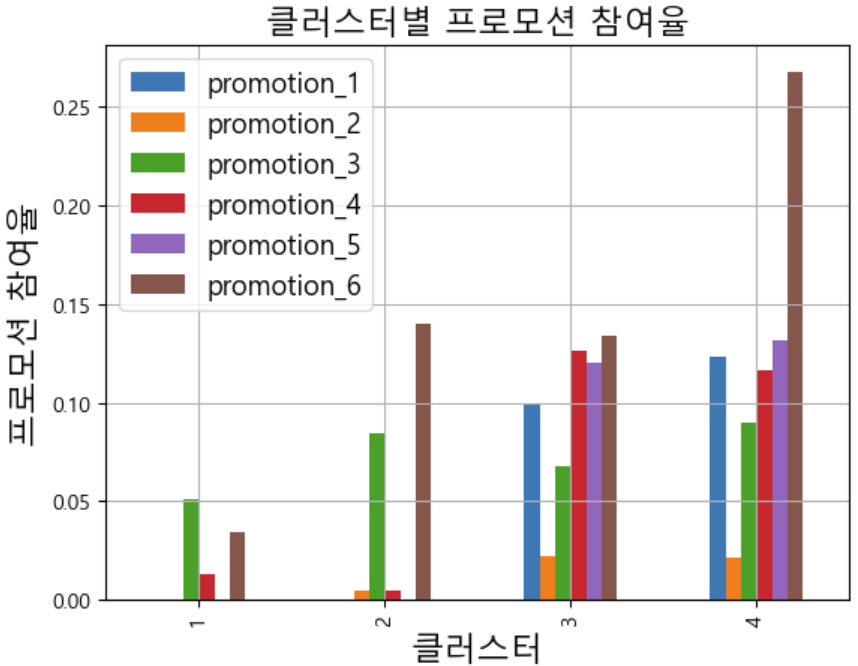 클러스터별 프로모션 참여율
promotion_1
promotion_2
promotion_3
promotion_4
promotion_5
promotion_6
프로모션 참여율
0.25
0.20
0.15
0.10
0.05
0.00
1
2
3
4
클러스터